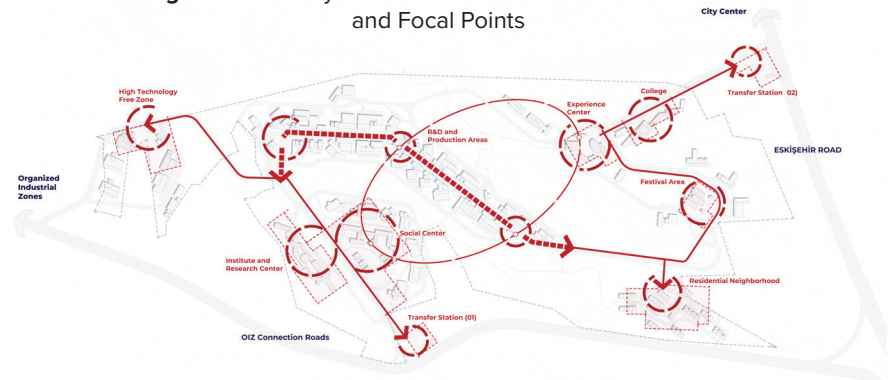 and Focal Points
City Center
High Technology
Free Zone
Experience
Center
College
Transfer Station  02)
R&D and
Production Areas
ESKİŞEHİR ROAD
Organized
Industrial
Zones
Festival Area
Social Center
Institute and
Research Center
Residential Neighborhood
Transfer Station (01)
OIZ Connection Roads